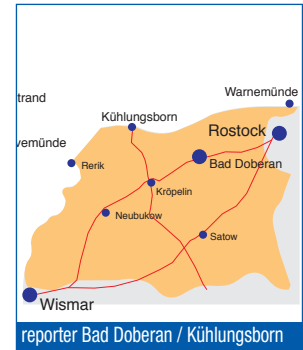 Warnemünde
trand
Kühlungsborn
Rostock
vemünde
Rerik
Bad Doberan
Kröpelin
Neubukow
Satow
Wismar
reporter Bad Doberan / Kühlungsborn